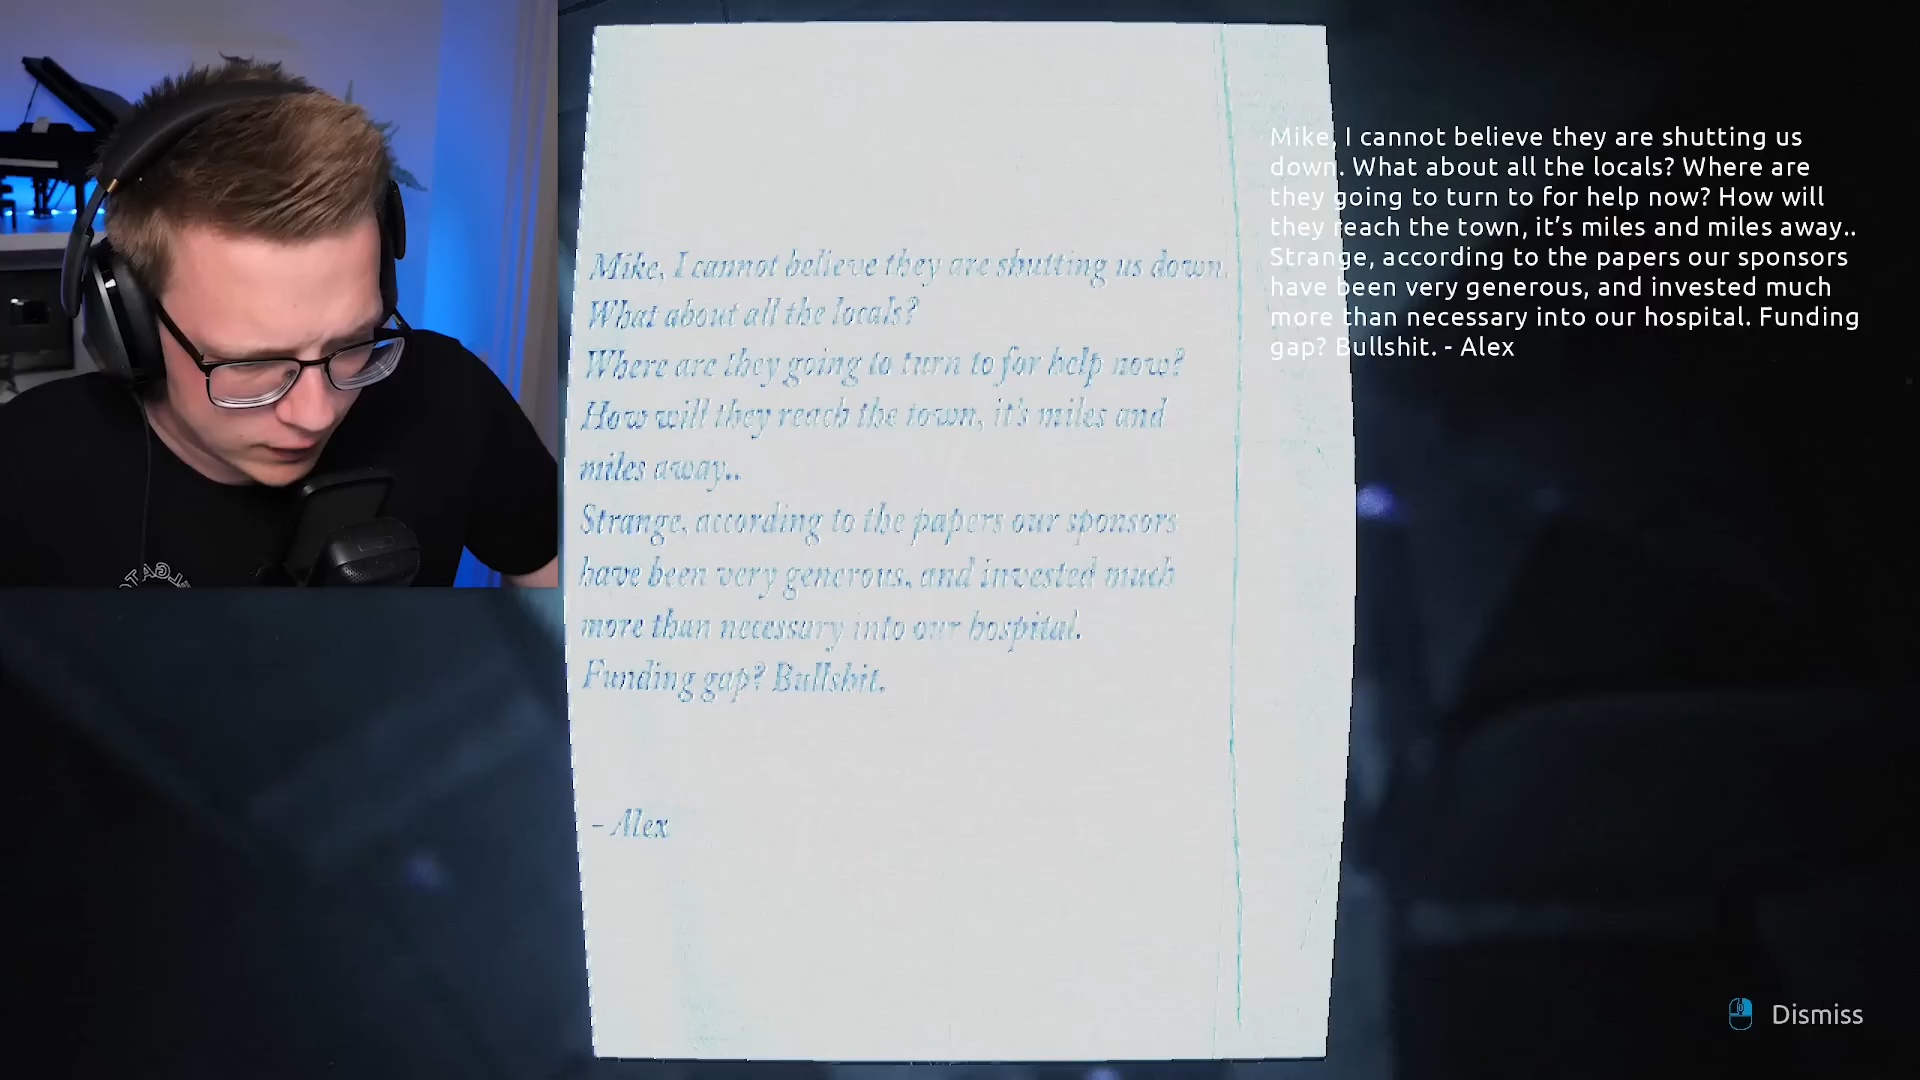 Mike, I cannot believe they are shutting us down.
What about all the locals?
Where are they going to turn to for help now?
How will they reach the town, it's miles and
miles away..
Strange, according to the papers our sponsors
have been very generous, and invested much
more than necessary into our hospital.
Funding gap? Bullshit.
- Alex
Mike, I cannot believe they are shutting us
down. What about all the locals? Where are
they going to turn to for help now? How will
they reach the town, it’s miles and miles away..
Strange, according to the papers our sponsors
have been very generous, and invested much
more than necessary into our hospital. Funding
gap? Bullshit. - Alex
Dismiss